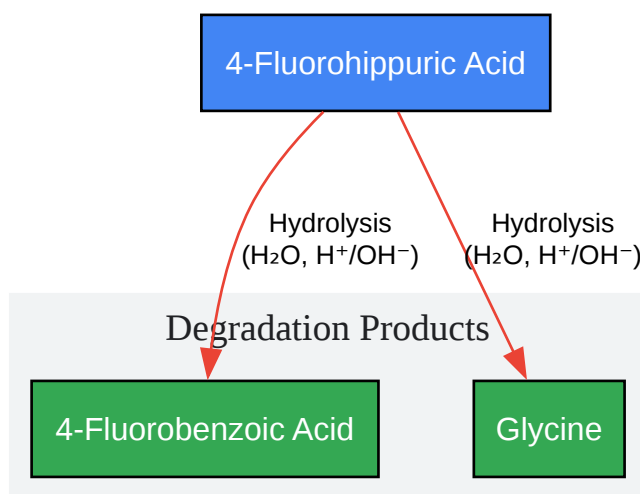 4-Fluorohippuric Acid
Hydrolysis
(H₂O, H⁺/OH⁻)
Hydrolysis
(H₂O, H⁺/OH⁻)
Degradation Products
4-Fluorobenzoic Acid
Glycine